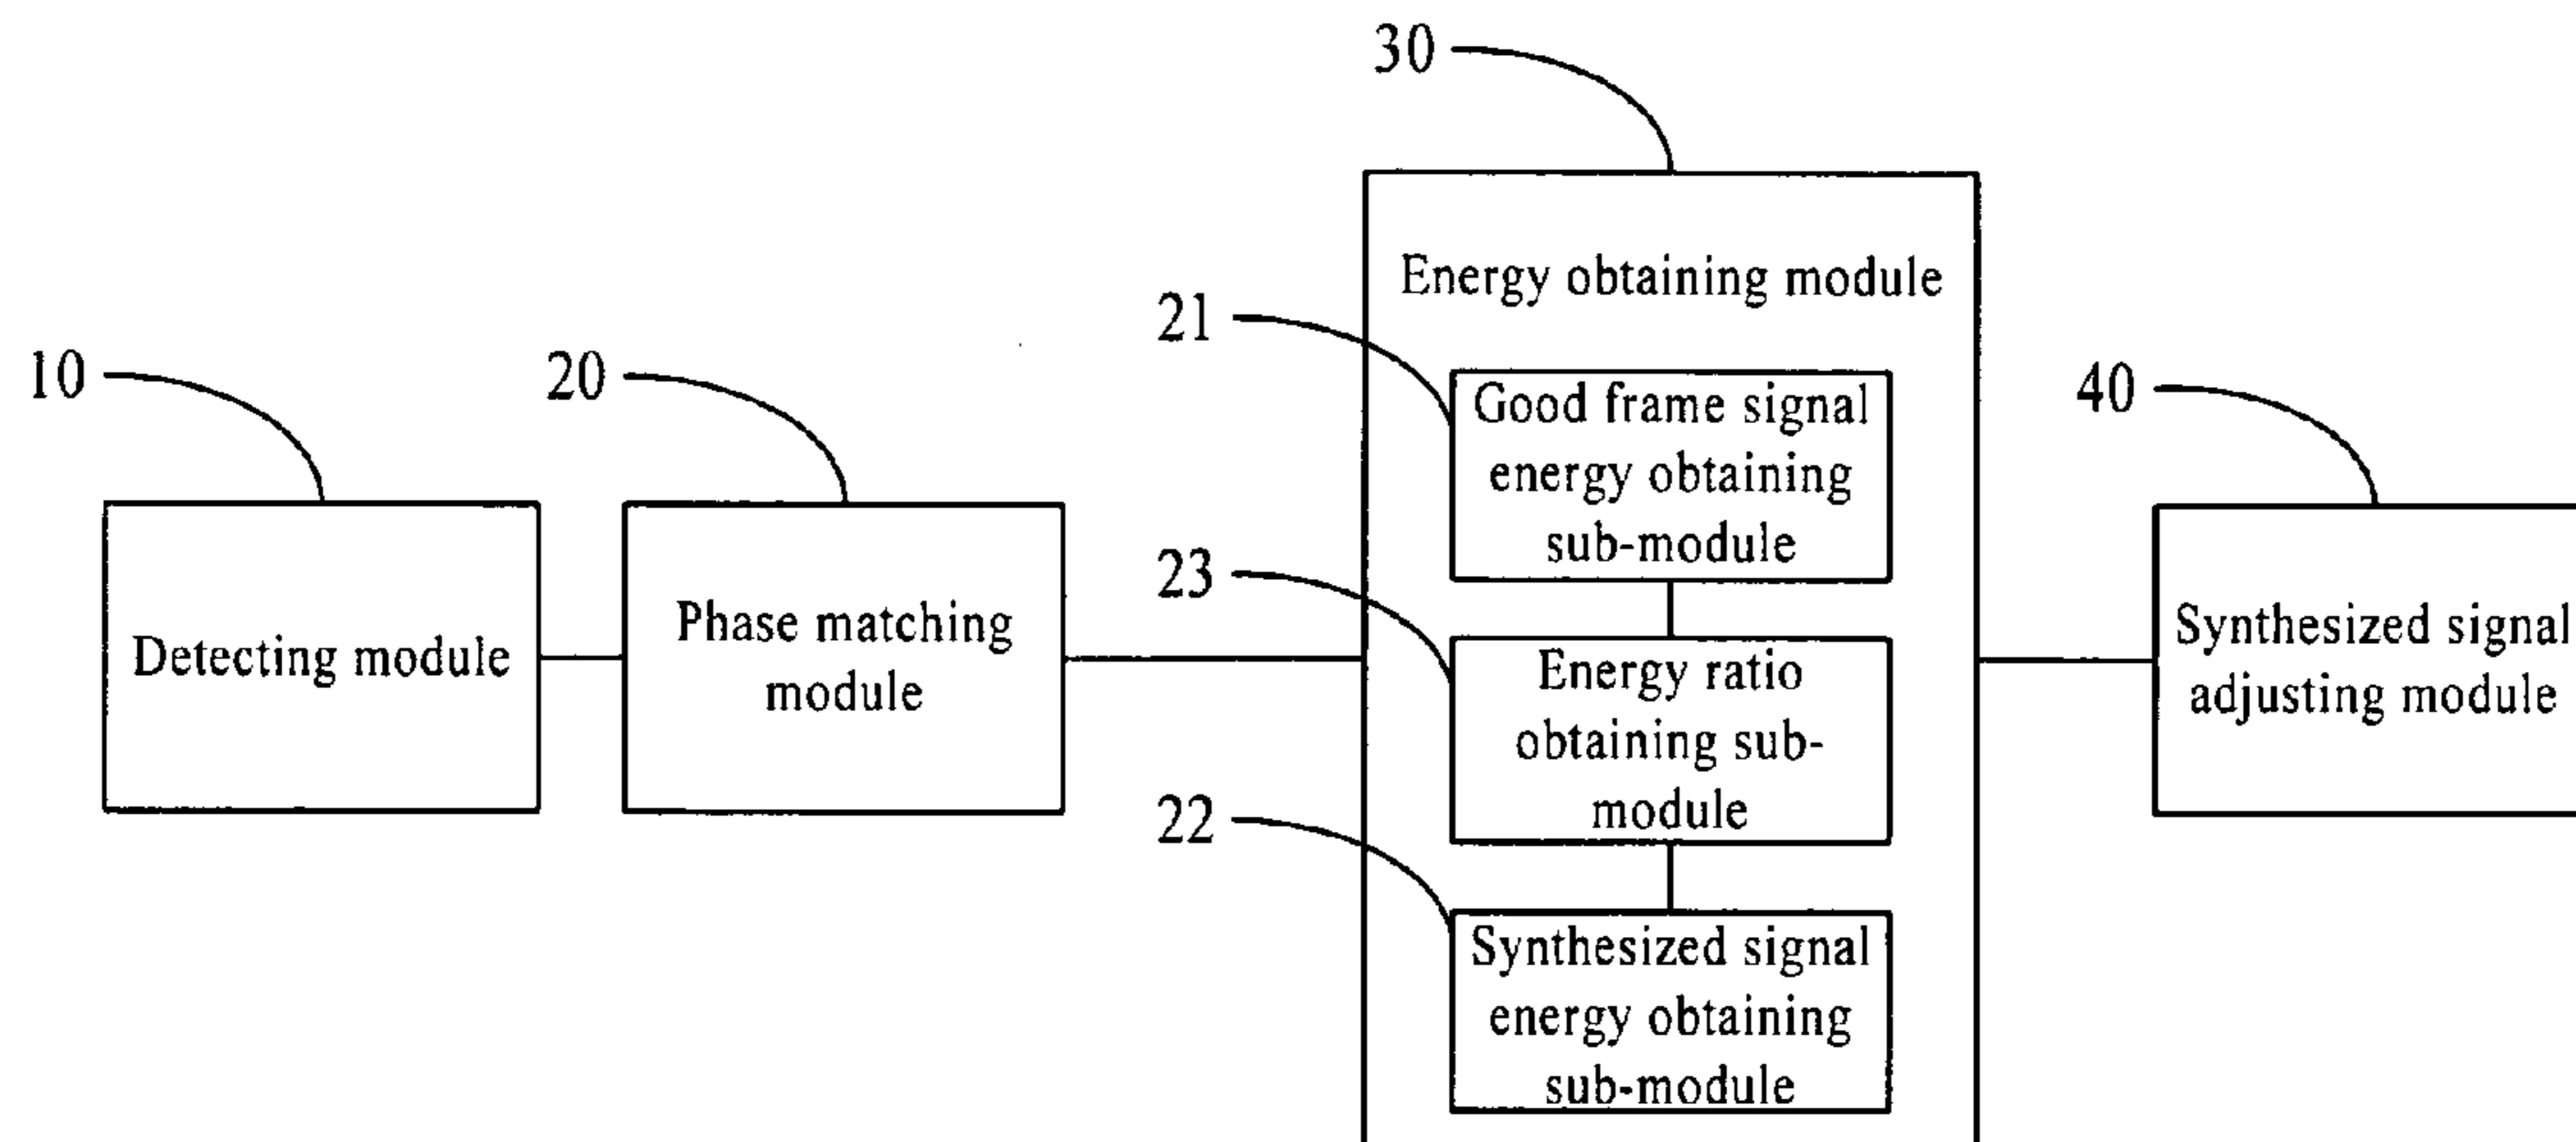 30
Energy obtaining module
21
10
20
40
Good frame signal
energy obtaining
sub-module
23
Detecting module
Phase matching
module
Energy ratio
obtaining sub-
module
Synthesized signal
adjusting module
22
Synthesized signal
energy obtaining
sub-module